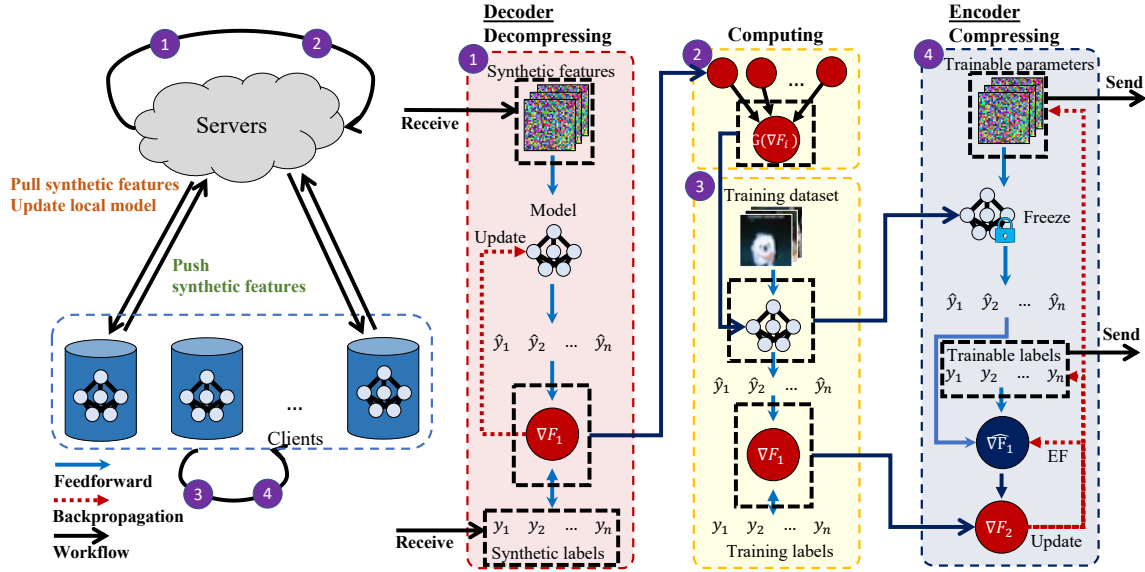 1
2
Servers
Pull synthetic features
Update local model
Push
synthetic features
...
Clients
3
4
Feedforward
Backpropagation
Workflow
Decoder
Decompressing
1
Synthetic features
Receive
Model
Update
ŷ₁ ŷ₂ ... ŷₙ
∇F₁
y₁ y₂ ... yₙ
Synthetic labels
Receive
Computing
2
...
G(∇Fᵢ)
3
Training dataset
ŷ₁ ŷ₂ ... ŷₙ
∇F₁
y₁ y₂ ... yₙ
Training labels
Encoder
Compressing
4
Trainable parameters
Send
Freeze
ŷ₁ ŷ₂ ... ŷₙ
Send
Trainable labels
y₁ y₂ ... yₙ
∇F̂₁
EF
∇F₂
Update